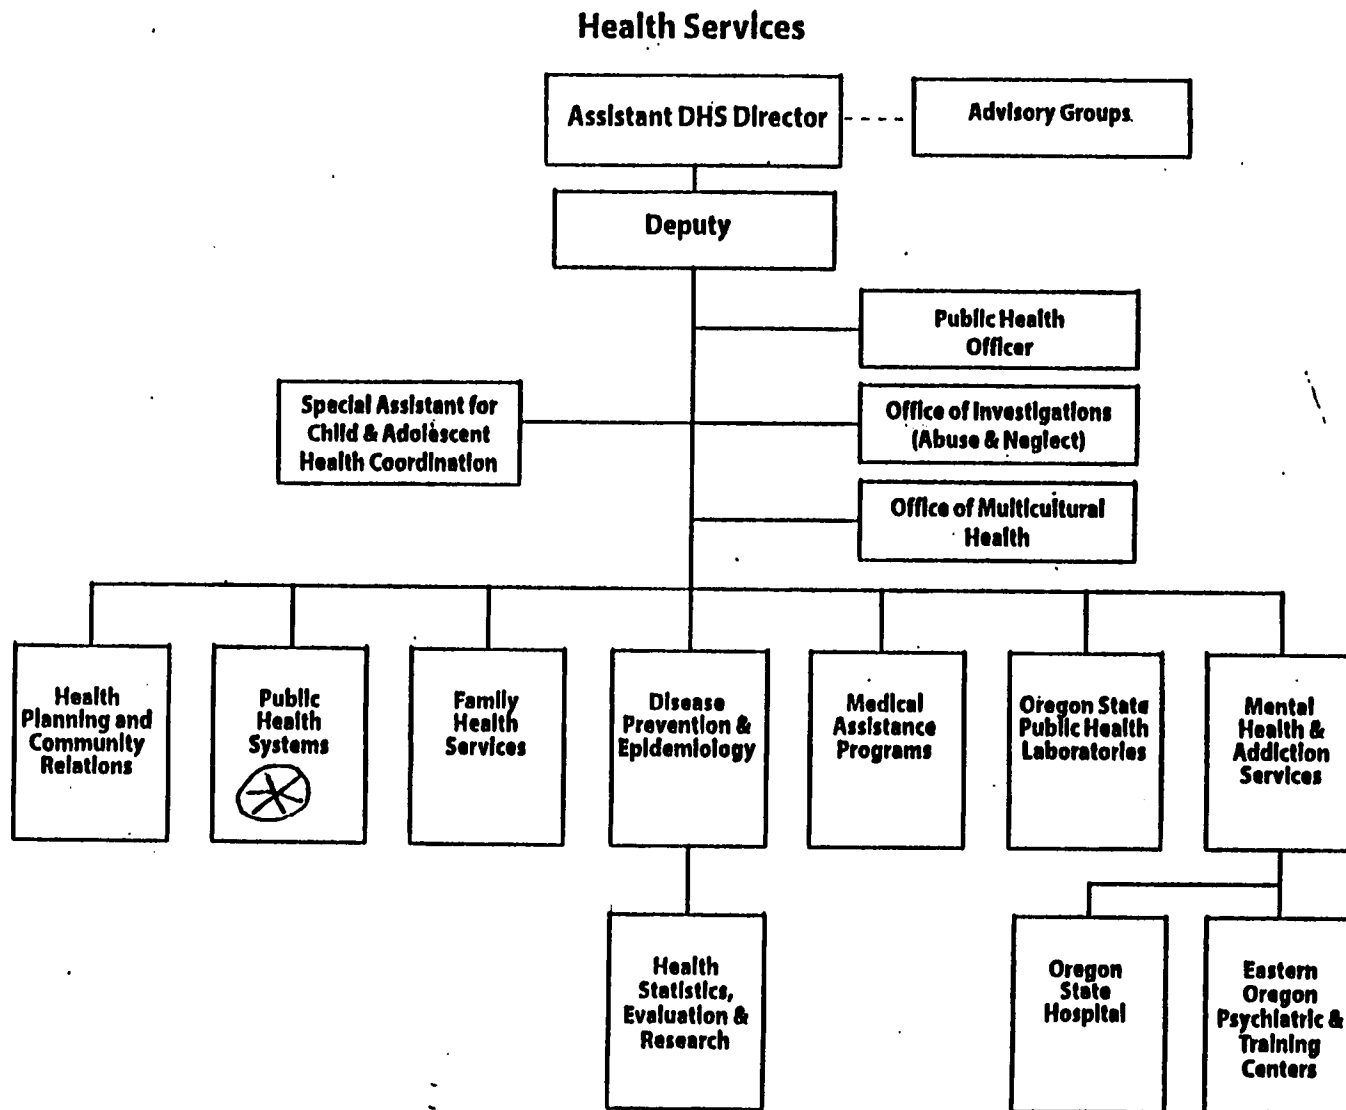 Health Services
Assistant DHS Director
Advisory Groups.
Deputy
Public Health
Officer
Special Assistant for
Child & Adolescent
Health Coordination
Office of Investigations
(Abuse & Neglect)
Office of Multicultural
Health
Health
Planning and
Community
Relations
Public
Health
Systems
Family
Health
Services
Disease
Prevention &
Epidemiology
Medical
Assistance
Programs
Oregon State
Public Health
Laboratories
Mental
Health &
Addiction
Services
Health
Statistics,
Evaluation &
Research
Oregon
State
Hospital
Eastern
Oregon
Psychiatric &
Training
Centers